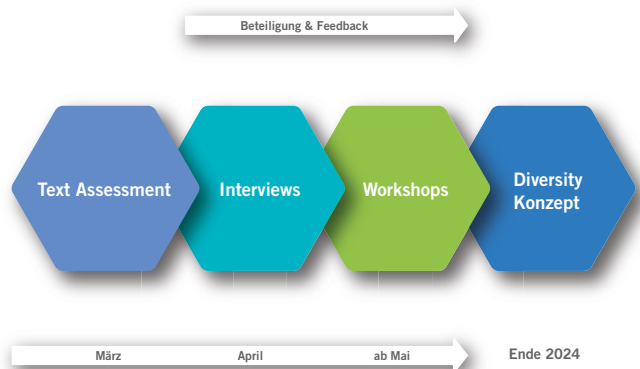 Beteiligung & Feedback
Text Assessment
Interviews
Workshops
Diversity
Konzept
März
April
ab Mai
Ende 2024